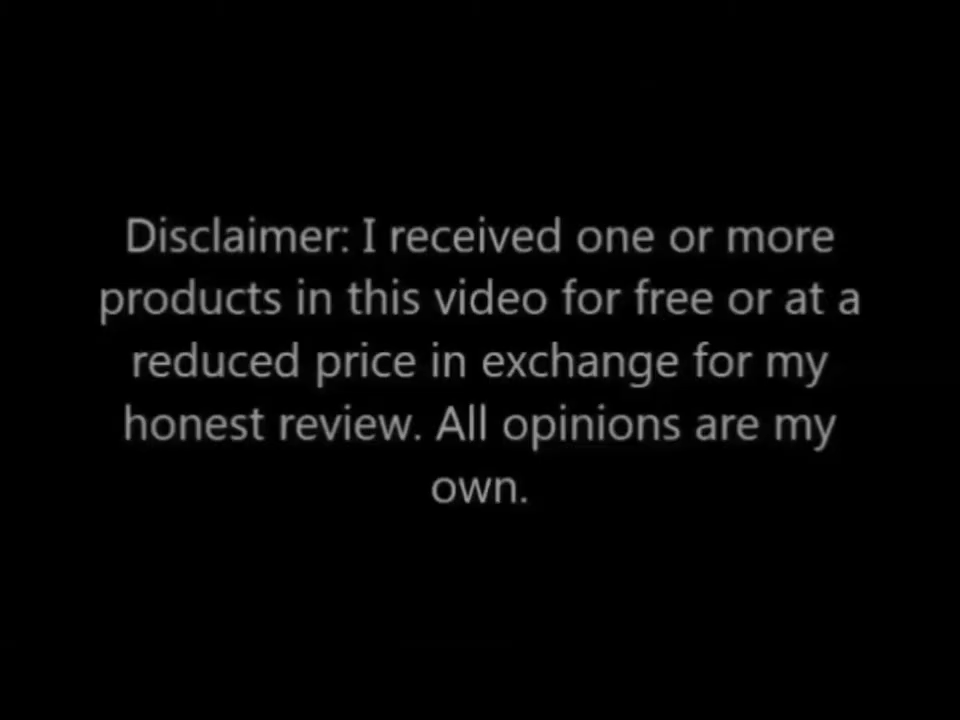 Disclaimer: I received one or more
products in this video for free or at a
reduced price in exchange for my
honest review. All opinions are my
own.